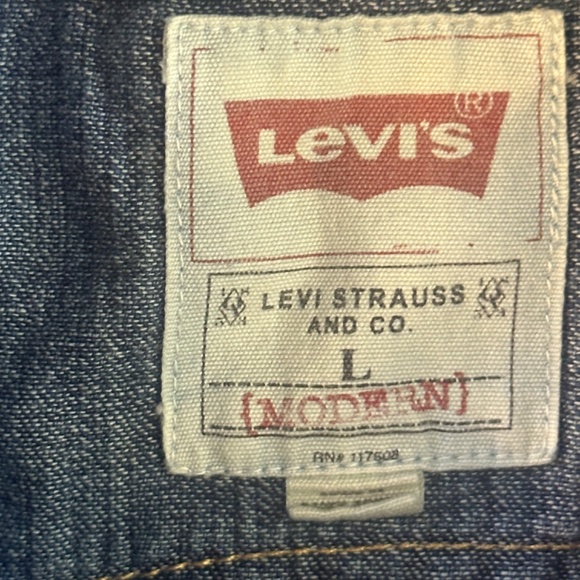 LEVI'S®
LEVI STRAUSS
AND CO.
L
{MODERN}
RN# 117608